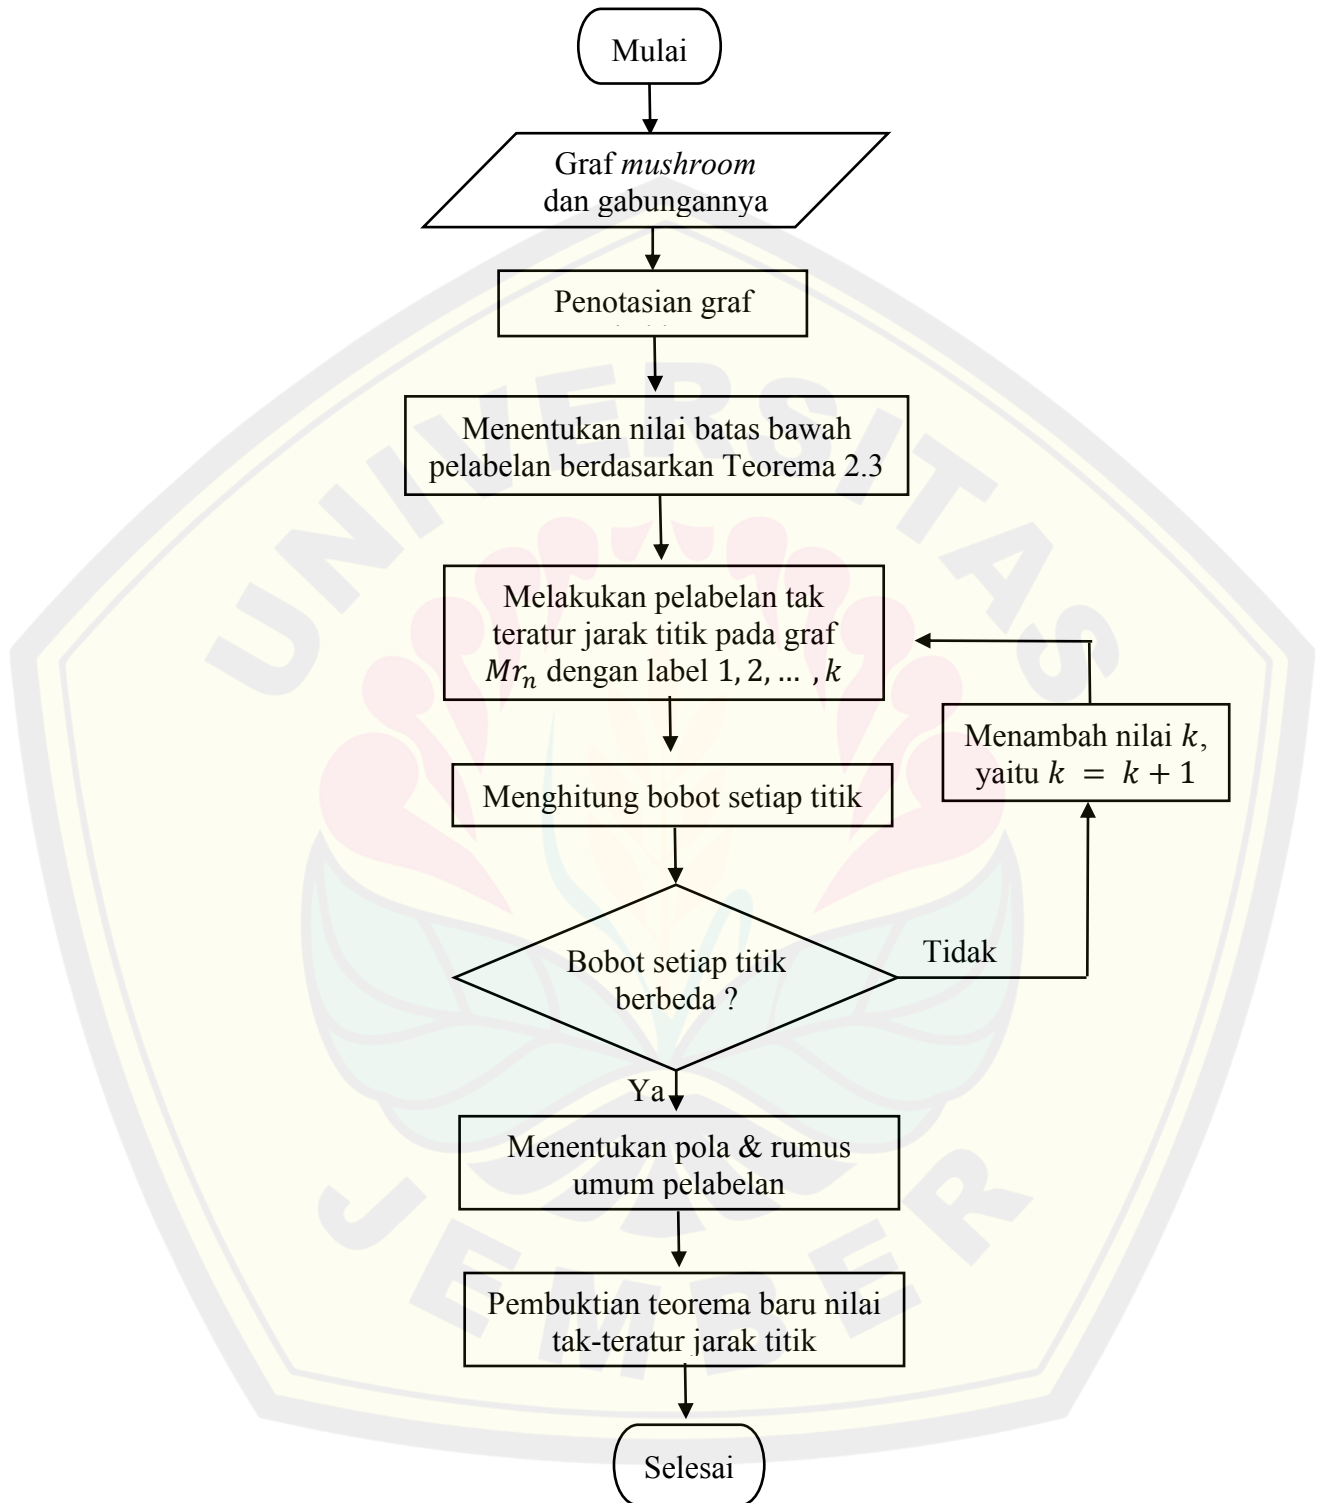 Mulai
Graf mushroom
dan gabungannya
Penotasian graf
Menentukan nilai batas bawah
pelabelan berdasarkan Teorema 2.3
Melakukan pelabelan tak
teratur jarak titik pada graf
Mrₙ dengan label 1, 2, … , k
Menambah nilai k,
yaitu k = k + 1
Menghitung bobot setiap titik
Bobot setiap titik
berbeda ?
Tidak
Ya
Menentukan pola & rumus
umum pelabelan
Pembuktian teorema baru nilai
tak-teratur jarak titik
Selesai
UNIVERSITAS
JEMBER